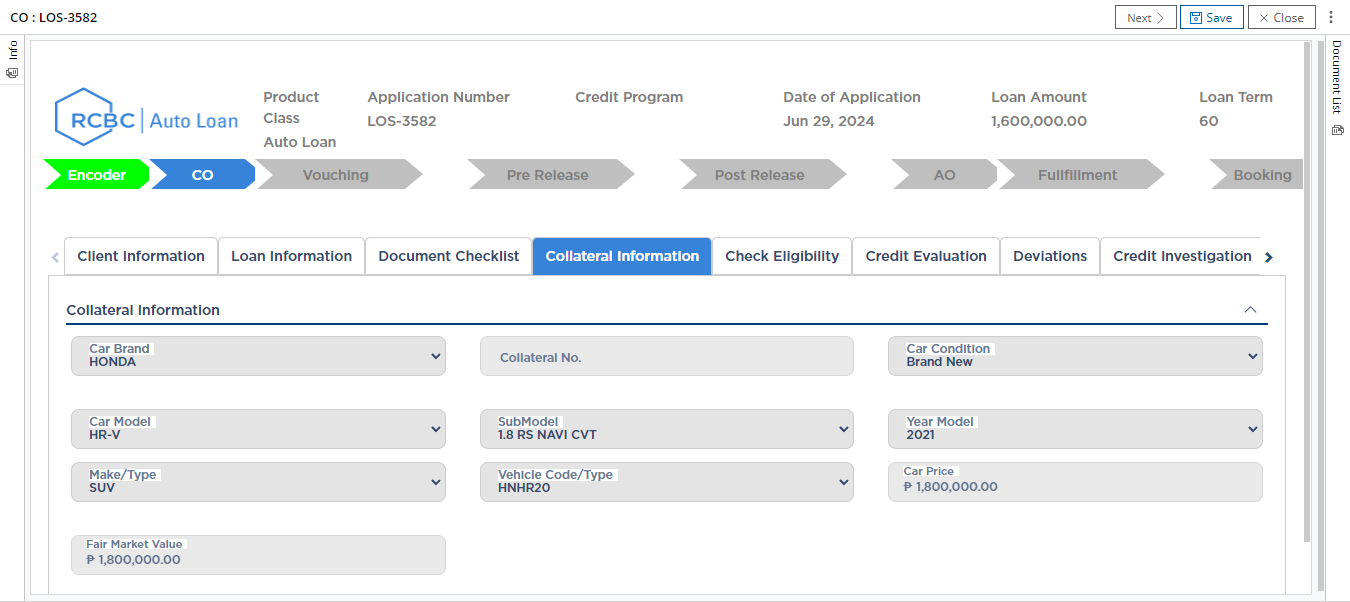 CO : LOS-3582
Next
Save
Close
Info
Document List
RCBC Auto Loan
Product Class
Auto Loan
Application Number
LOS-3582
Credit Program
Date of Application
Jun 29, 2024
Loan Amount
1,600,000.00
Loan Term
60
Encoder
CO
Vouching
Pre Release
Post Release
AO
Fullfillment
Booking
Client Information
Loan Information
Document Checklist
Collateral Information
Check Eligibility
Credit Evaluation
Deviations
Credit Investigation
Collateral Information
Car Brand
HONDA
Collateral No.
Car Condition
Brand New
Car Model
HR-V
SubModel
1.8 RS NAVI CVT
Year Model
2021
Make/Type
SUV
Vehicle Code/Type
HNHR20
Car Price
₱ 1,800,000.00
Fair Market Value
₱ 1,800,000.00